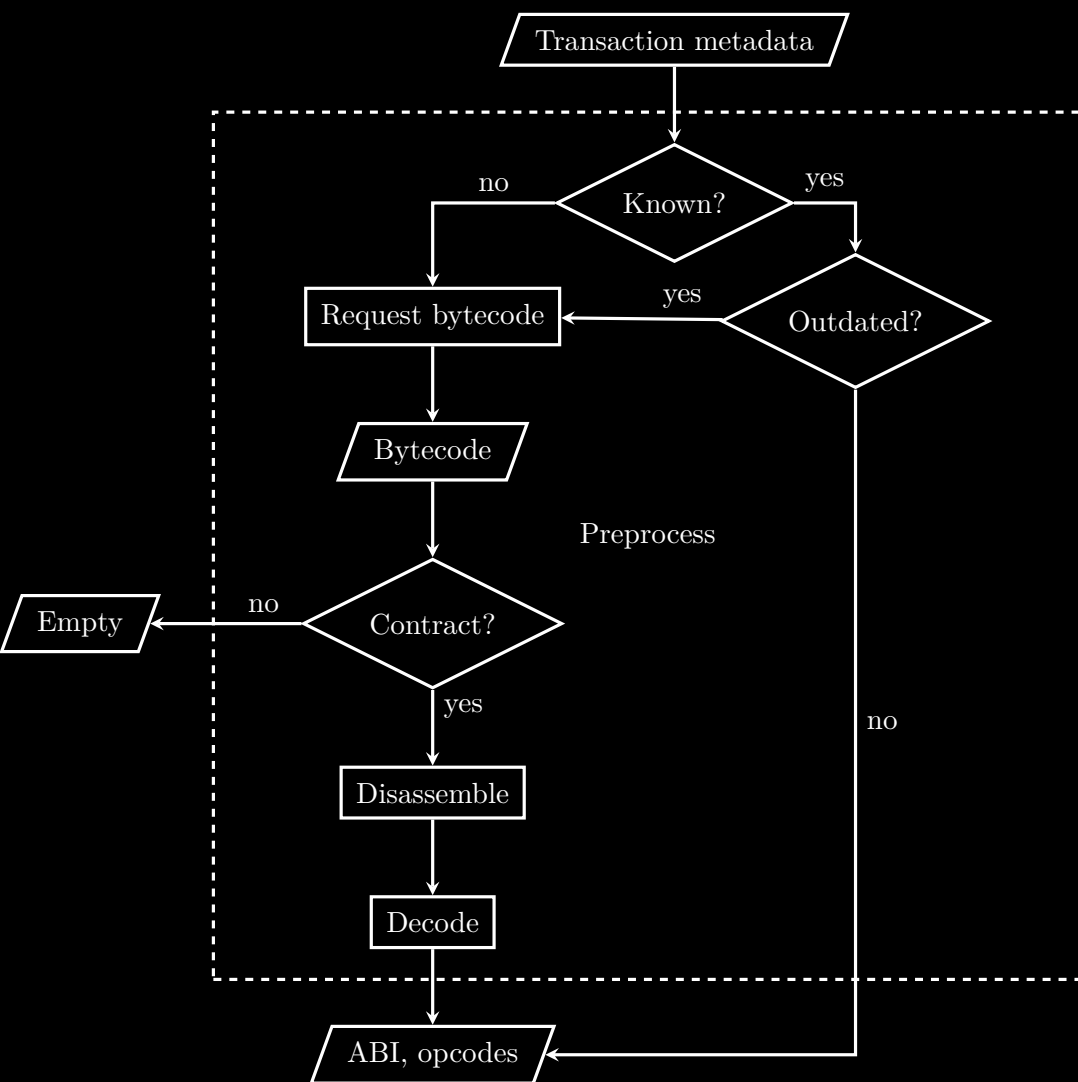 Transaction metadata
no
yes
Known?
yes
Request bytecode
Outdated?
Bytecode
Preprocess
no
Empty
Contract?
yes
no
Disassemble
Decode
ABI, opcodes